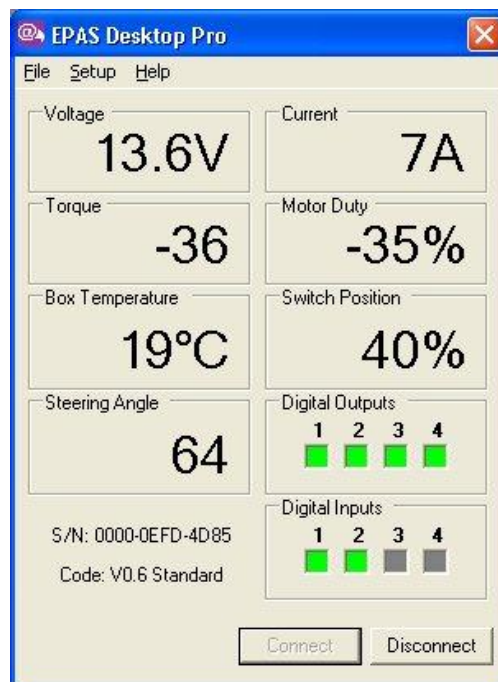 EPAS Desktop Pro
File Setup Help
Voltage
13.6V
Current
7A
Torque
-36
Motor Duty
-35%
Box Temperature
19°C
Switch Position
40%
Steering Angle
64
Digital Outputs
1 2 3 4
S/N: 0000-0EFD-4D85
Code: V0.6 Standard
Digital Inputs
1 2 3 4
Connect Disconnect